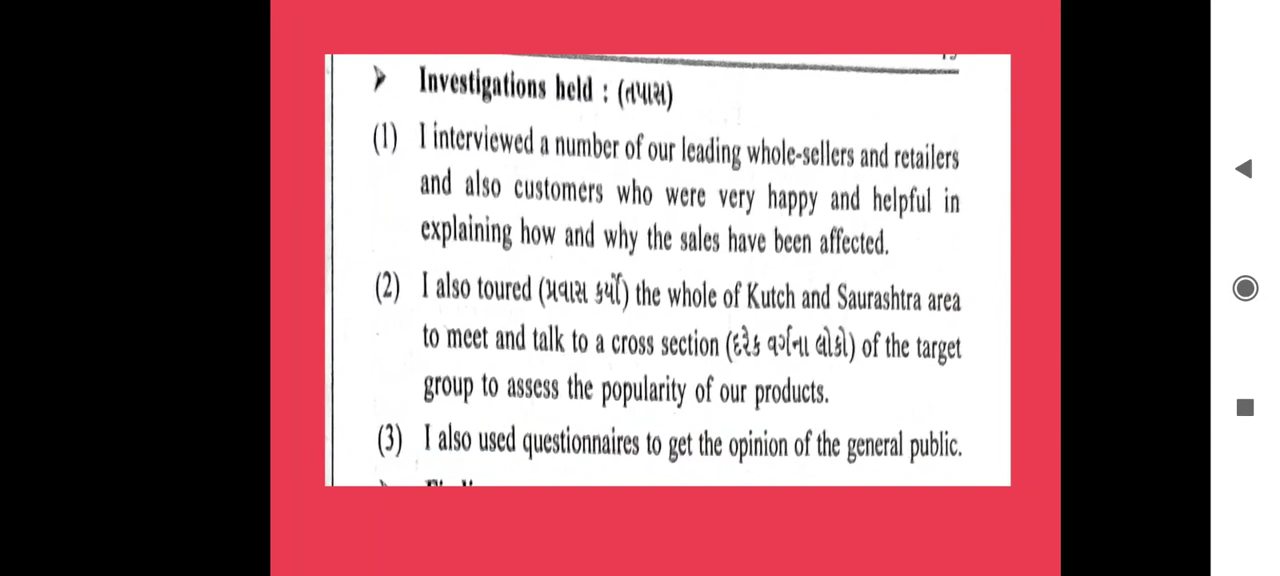 ➤ Investigations held : (તપાસ)
(1) I interviewed a number of our leading whole-sellers and retailers
and also customers who were very happy and helpful in
explaining how and why the sales have been affected.
(2) I also toured (પ્રવાસ કર્યો) the whole of Kutch and Saurashtra area
to meet and talk to a cross section (દરેક વર્ગના લોકો) of the target
group to assess the popularity of our products.
(3) I also used questionnaires to get the opinion of the general public.